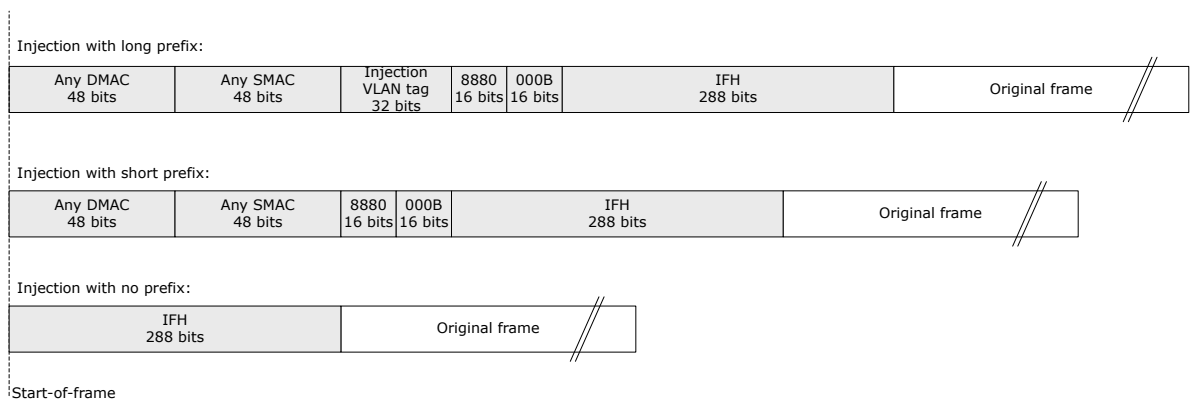 Injection with long prefix:
Any DMAC
48 bits
Any SMAC
48 bits
Injection
VLAN tag
32 bits
8880
16 bits
000B
16 bits
IFH
288 bits
Original frame
Injection with short prefix:
Any DMAC
48 bits
Any SMAC
48 bits
8880
16 bits
000B
16 bits
IFH
288 bits
Original frame
Injection with no prefix:
IFH
288 bits
Original frame
Start-of-frame